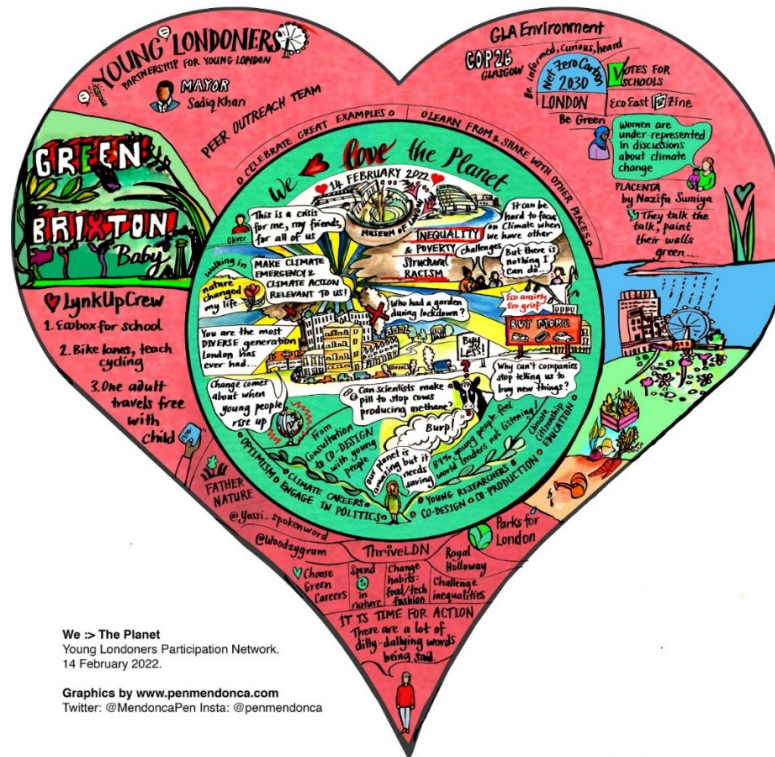 YOUNG LONDONERS
PARTNERSHIP FOR YOUNG LONDON
MAYOR
Sadiq Khan
PEER OUTREACH TEAM
GLA Environment
COP26
GLASGOW
Be informed, curious, heard
Not Zero Carbon
2030
LONDON
Be Green
VOTES FOR
SCHOOLS
Eco East Zine
Women are
under-represented
in discussions
about climate
change
PLACENTA
by Nazifa Sumiya
They talk the
talk, paint
their walls
green....
CELEBRATE GREAT EXAMPLES
LEARN FROM & SHARE WITH OTHER PLACES
GREEN
BRIXTON
Baby
We love the Planet
14 FEBRUARY 2022
MUSEUM OF
This is a crisis
for me, my friends,
for all of us
Oliver
It can be
hard to focus
on Climate when
we have other
challenges
INEQUALITY
& POVERTY
Structural
RACISM
But there is
nothing I
can do...
Walking in
nature
changed
my life
MAKE CLIMATE
EMERGENCY &
CLIMATE ACTION
RELEVANT TO US!
Who had a garden
during lockdown?
Eco anxiety
Eco grief
BUY MORE
You are the most
DIVERSE generation
London has
ever had...
Buy
Less!
Why can't companies
stop telling us to
buy new things?
Change comes
about when
young people
rise up
Can scientists make a
pill to stop cows
producing methane?
Burp!
From
Consultation
to CO-DESIGN
with young
people
Our planet is
amazing but it
needs
saving
87% young people feel
world leaders not listening
Climate
Citizenship
OPTIMISM
CLIMATE CAREERS
ENGAGE IN POLITICS
YOUNG RESEARCHERS
CO-DESIGN
CO-PRODUCTION
EDUCATION
LynkUpCrew
1. Ecobox for school
2. Bike lanes, teach
cycling
3. One adult
travels free
with
child
FATHER
NATURE
@Yassi_spokenword
@Woodzygram
ThriveLDN
Royal
Holloway
Parks for
London
Choose
Green
Careers
Spend
in
nature
Change
habits:
food/tech
fashion
Challenge
inequalities
IT IS TIME FOR ACTION
There are a lot of
dilly-dallying words
being said.
We :> The Planet
Young Londoners Participation Network.
14 February 2022.
Graphics by www.penmendonca.com
Twitter: @MendoncaPen Insta: @penmendonca